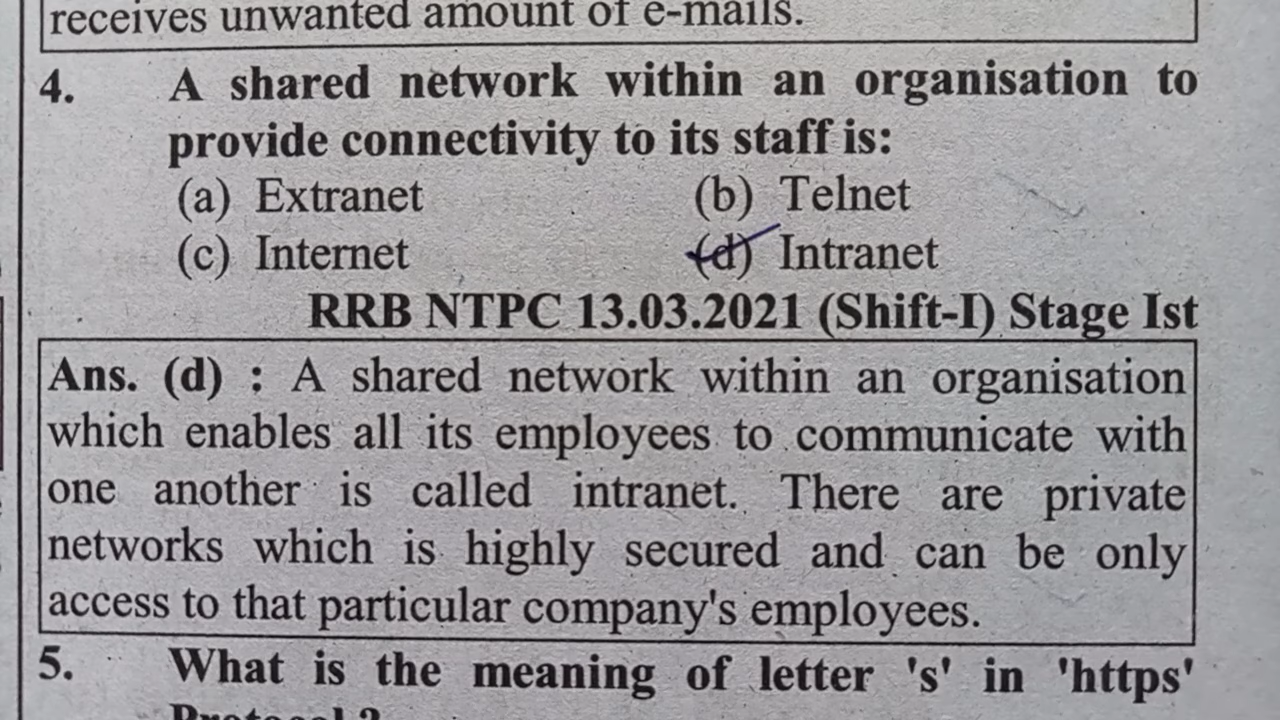 receives unwanted amount of e-mails.
4. A shared network within an organisation to
provide connectivity to its staff is:
(a) Extranet (b) Telnet
(c) Internet (d) Intranet
RRB NTPC 13.03.2021 (Shift-I) Stage Ist
Ans. (d) : A shared network within an organisation
which enables all its employees to communicate with
one another is called intranet. There are private
networks which is highly secured and can be only
access to that particular company's employees.
5. What is the meaning of letter 's' in 'https'
Protocol ?